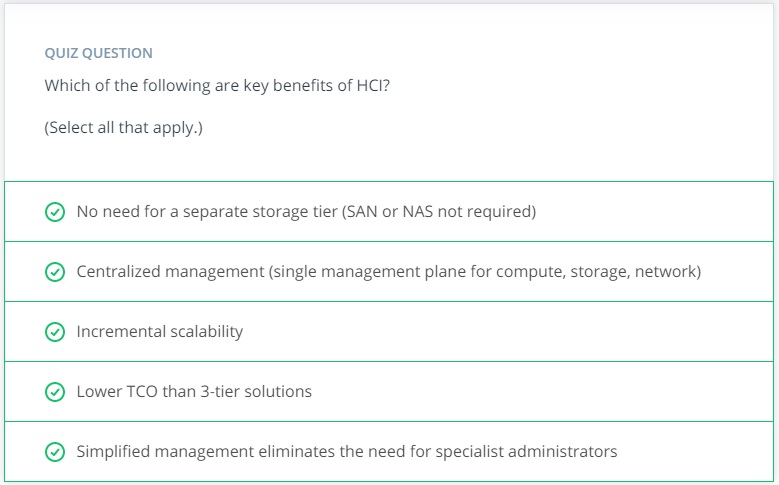 QUIZ QUESTION
Which of the following are key benefits of HCI?
(Select all that apply.)
No need for a separate storage tier (SAN or NAS not required)
Centralized management (single management plane for compute, storage, network)
Incremental scalability
Lower TCO than 3-tier solutions
Simplified management eliminates the need for specialist administrators